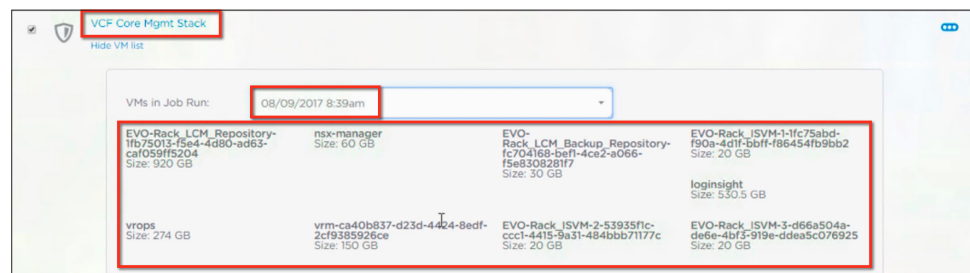 VCF Core Mgmt Stack
Hide VM list
VMs in Job Run:
08/09/2017 8:39am
EVO-Rack_LCM_Repository-
1fb75013-f5e4-4d80-ad63-
caf059ff5204
Size: 920 GB
nsx-manager
Size: 60 GB
EVO-
Rack_LCM_Backup_Repository-
fc704168-bef1-4ce2-a066-
f5e8308281f7
Size: 30 GB
EVO-Rack_ISVM-1-1fc75abd-
f90a-4d1f-bbff-f86454fb9bb2
Size: 20 GB
loginsight
Size: 530.5 GB
vrops
Size: 274 GB
vrm-ca40b837-d23d-4424-8edf-
2cf9385926ce
Size: 150 GB
EVO-Rack_ISVM-2-53935f1c-
ccc1-4415-9a31-484bbb71177c
Size: 20 GB
EVO-Rack_ISVM-3-d66a504a-
de6e-4bf3-919e-ddea5c076925
Size: 20 GB